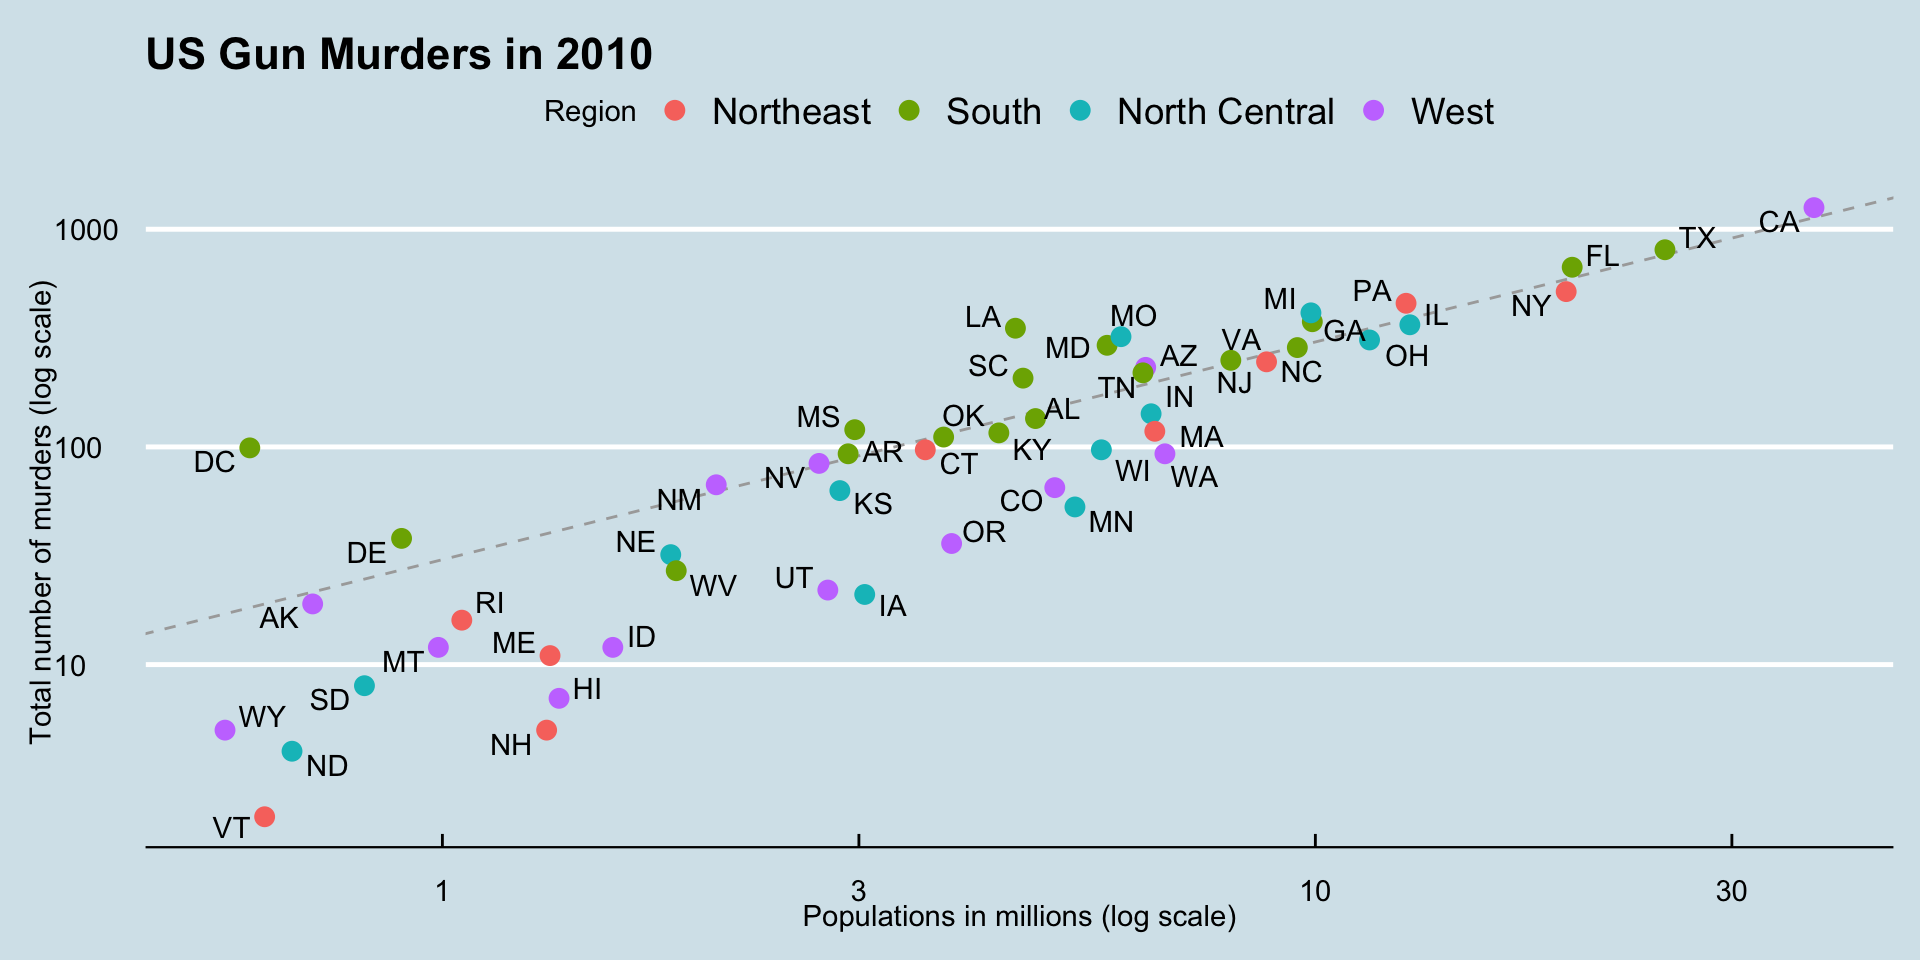 US Gun Murders in 2010
Region Northeast South North Central West
Total number of murders (log scale)
1000
100
10
CA
TX
FL
NY
PA
IL
MI
GA
OH
LA
MO
MD
VA
AZ
SC
NC
NJ
TN
IN
MS
OK
AL
MA
KY
AR
CT
WI
WA
DC
NV
NM
KS
CO
MN
OR
NE
DE
WV
UT
IA
RI
AK
ME
ID
MT
HI
SD
WY
NH
ND
VT
1 3 10 30
Populations in millions (log scale)